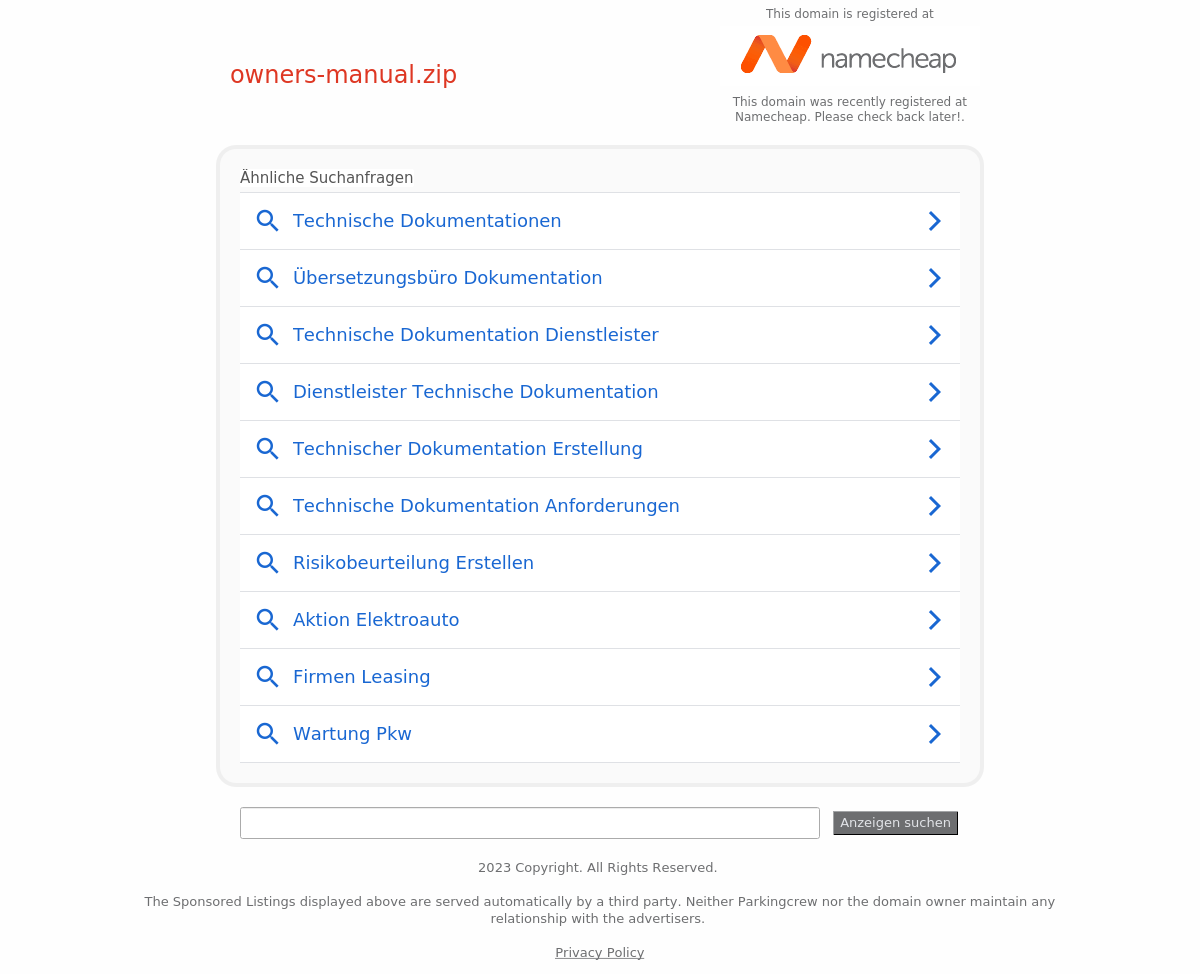 This domain is registered at
namecheap
owners-manual.zip
This domain was recently registered at
Namecheap. Please check back later!.
Ähnliche Suchanfragen
Technische Dokumentationen
Übersetzungsbüro Dokumentation
Technische Dokumentation Dienstleister
Dienstleister Technische Dokumentation
Technischer Dokumentation Erstellung
Technische Dokumentation Anforderungen
Risikobeurteilung Erstellen
Aktion Elektroauto
Firmen Leasing
Wartung Pkw
Anzeigen suchen
2023 Copyright. All Rights Reserved.
The Sponsored Listings displayed above are served automatically by a third party. Neither Parkingcrew nor the domain owner maintain any
relationship with the advertisers.
Privacy Policy